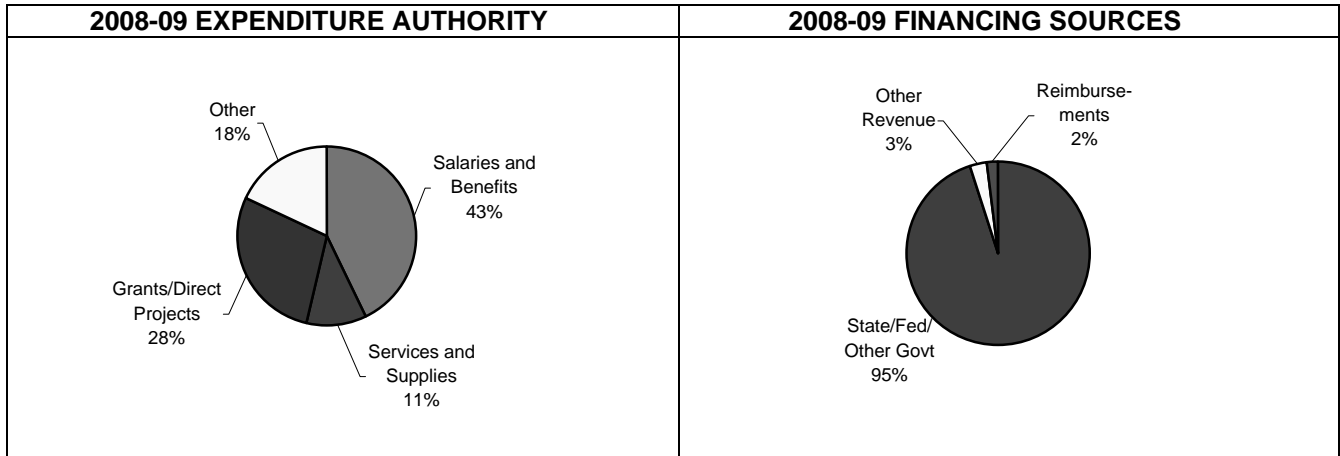 2008-09 EXPENDITURE AUTHORITY
Other
18%
Salaries and
Benefits
43%
Grants/Direct
Projects
28%
Services and
Supplies
11%
2008-09 FINANCING SOURCES
Other
Revenue
3%
Reimburse-
ments
2%
State/Fed/
Other Govt
95%